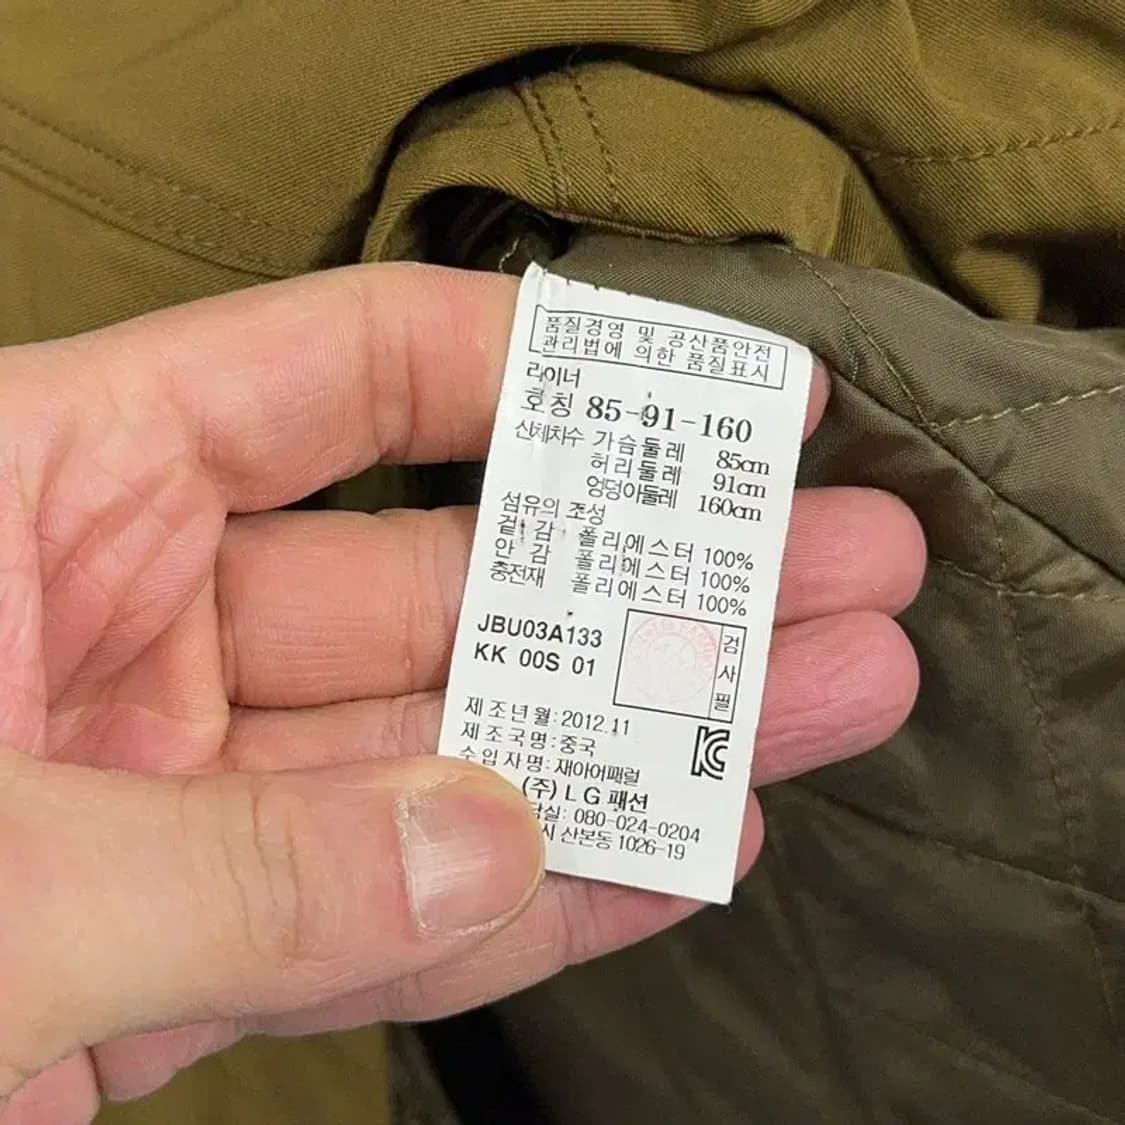 품질경영 및 공산품안전
관리법에 의한 품질표시
라이너
호칭 85-91-160
신체치수 가슴둘레 85cm
허리둘레 91cm
엉덩이둘레 160cm
섬유의 조성
겉감 폴리에스터 100%
안감 폴리에스터 100%
충전재 폴리에스터 100%
JBU03A133
KK 00S 01
검사필
제조년월:2012.11
제조국명:중국
수입자명:재아어패럴
(주)LG패션
담실: 080-024-0204
시 산본동 1026-19